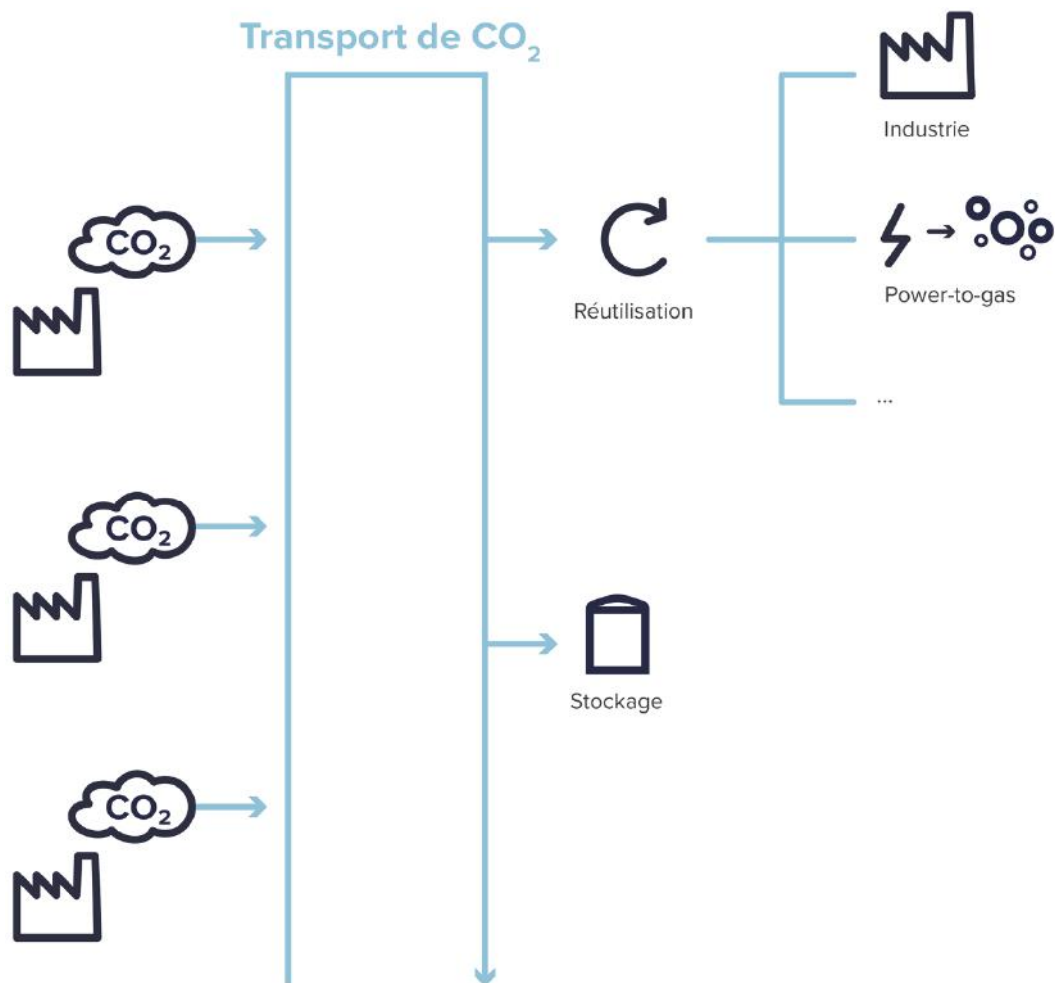 Transport de CO₂
Industrie
CO₂
Réutilisation
Power-to-gas
...
CO₂
Stockage
CO₂